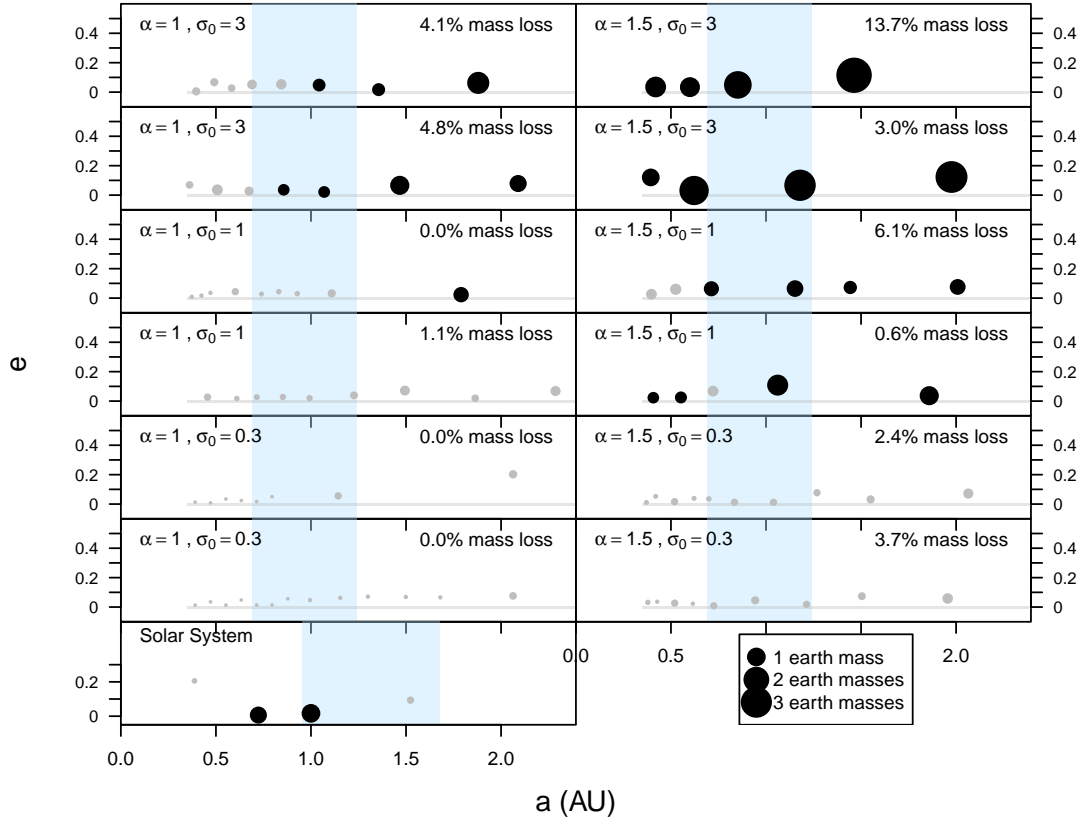 α = 1 , σ0 = 3 4.1% mass loss
α = 1.5 , σ0 = 3 13.7% mass loss
0 0.2 0.4
0 0.2 0.4
α = 1 , σ0 = 3 4.8% mass loss
α = 1.5 , σ0 = 3 3.0% mass loss
0 0.2 0.4
0 0.2 0.4
α = 1 , σ0 = 1 0.0% mass loss
α = 1.5 , σ0 = 1 6.1% mass loss
0 0.2 0.4
0 0.2 0.4
α = 1 , σ0 = 1 1.1% mass loss
α = 1.5 , σ0 = 1 0.6% mass loss
0 0.2 0.4
0 0.2 0.4
α = 1 , σ0 = 0.3 0.0% mass loss
α = 1.5 , σ0 = 0.3 2.4% mass loss
0 0.2 0.4
0 0.2 0.4
α = 1 , σ0 = 0.3 0.0% mass loss
α = 1.5 , σ0 = 0.3 3.7% mass loss
0 0.2 0.4
0 0.2 0.4
Solar System
0 0.2
0.0 0.5 2.0
1 earth mass
2 earth masses
3 earth masses
0.0 0.5 1.0 1.5 2.0
e
a (AU)